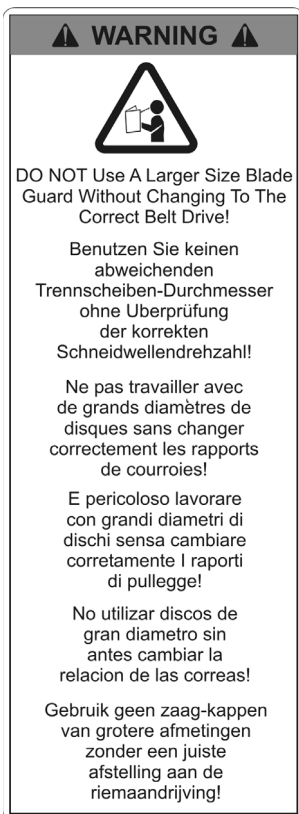 WARNING
DO NOT Use A Larger Size Blade
Guard Without Changing To The
Correct Belt Drive!
Benutzen Sie keinen
abweichenden
Trennscheiben-Durchmesser
ohne Uberprüfung
der korrekten
Schneidwellendrehzahl!
Ne pas travailler avec
de grands diamètres de
disques sans changer
correctement les rapports
de courroies!
E pericoloso lavorare
con grandi diametri di
dischi sensa cambiare
corretamente I raporti
di pullegge!
No utilizar discos de
gran diametro sin
antes cambiar la
relacion de las correas!
Gebruik geen zaag-kappen
van grotere afmetingen
zonder een juiste
afstelling aan de
riemaandrijving!